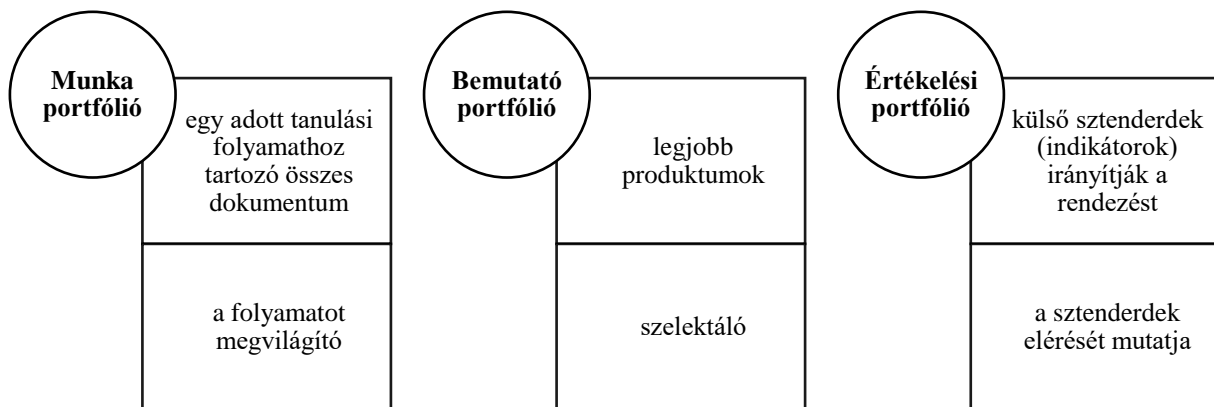 Munka
portfólió
egy adott tanulási
folyamathoz
tartozó összes
dokumentum
a folyamatot
megvilágító
Bemutató
portfólió
legjobb
produktumok
szelektáló
Értékelési
portfólió
külső sztenderdek
(indikátorok)
irányítják a
rendezést
a sztenderdek
elérését mutatja